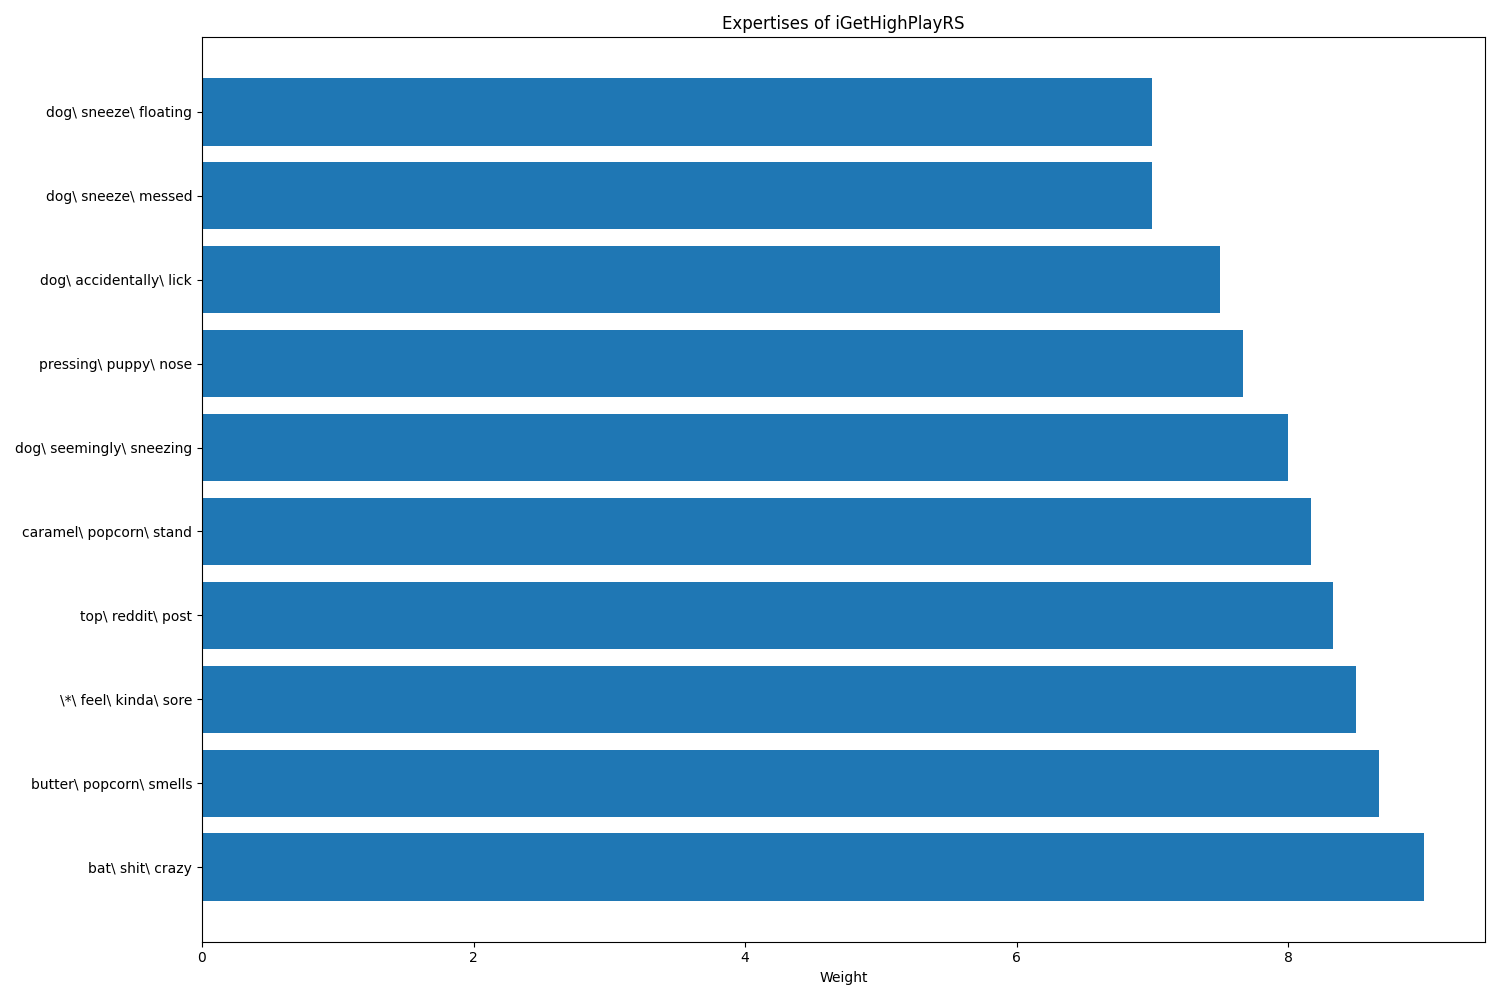 Expertises of iGetHighPlayRS
dog\ sneeze\ floating
dog\ sneeze\ messed
dog\ accidentally\ lick
pressing\ puppy\ nose
dog\ seemingly\ sneezing
caramel\ popcorn\ stand
top\ reddit\ post
\*\ feel\ kinda\ sore
butter\ popcorn\ smells
bat\ shit\ crazy
0 2 4 6 8
Weight